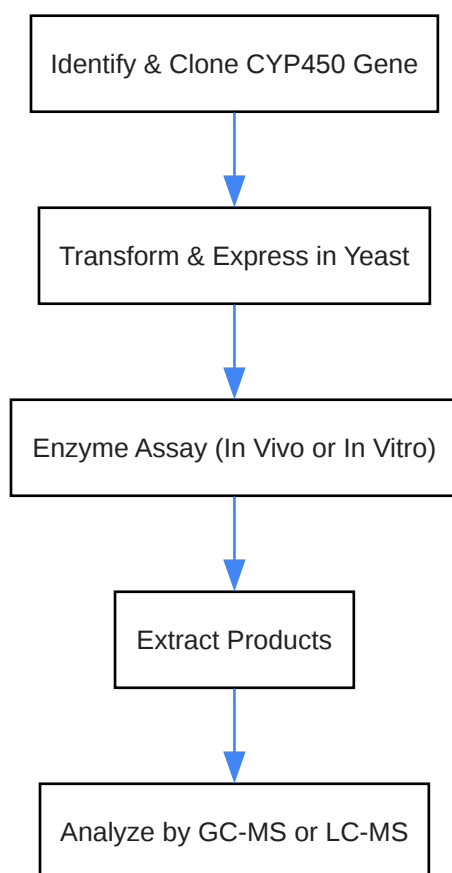 Identify & Clone CYP450 Gene
Transform & Express in Yeast
Enzyme Assay (In Vivo or In Vitro)
Extract Products
Analyze by GC-MS or LC-MS